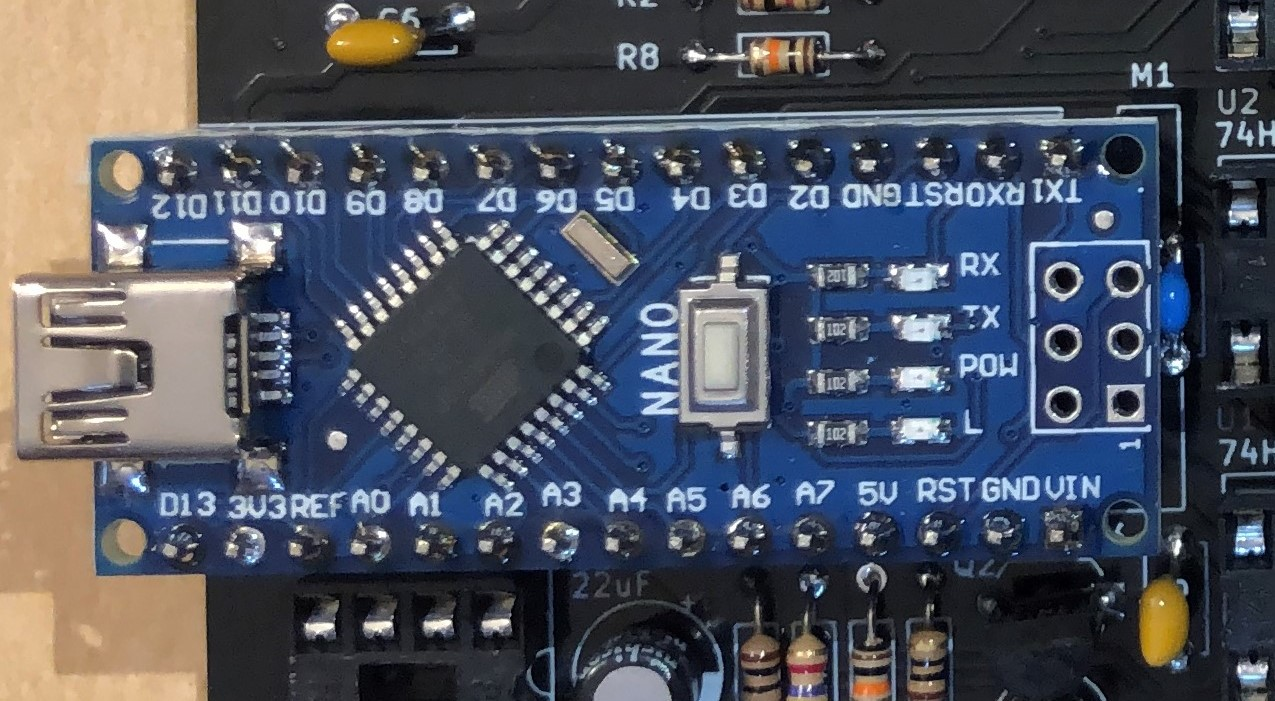 C6
R2
R8
M1
U2
74H
D12 D11 D10 D9 D8 D7 D6 D5 D4 D3 D2 GND RST RX0 TX1
201
RX
102
TX
102
POW
102
L
NANO
1
U1
74H
D13 3V3 REF A0 A1 A2 A3 A4 A5 A6 A7 5V RST GND VIN
22uF
+
Q2